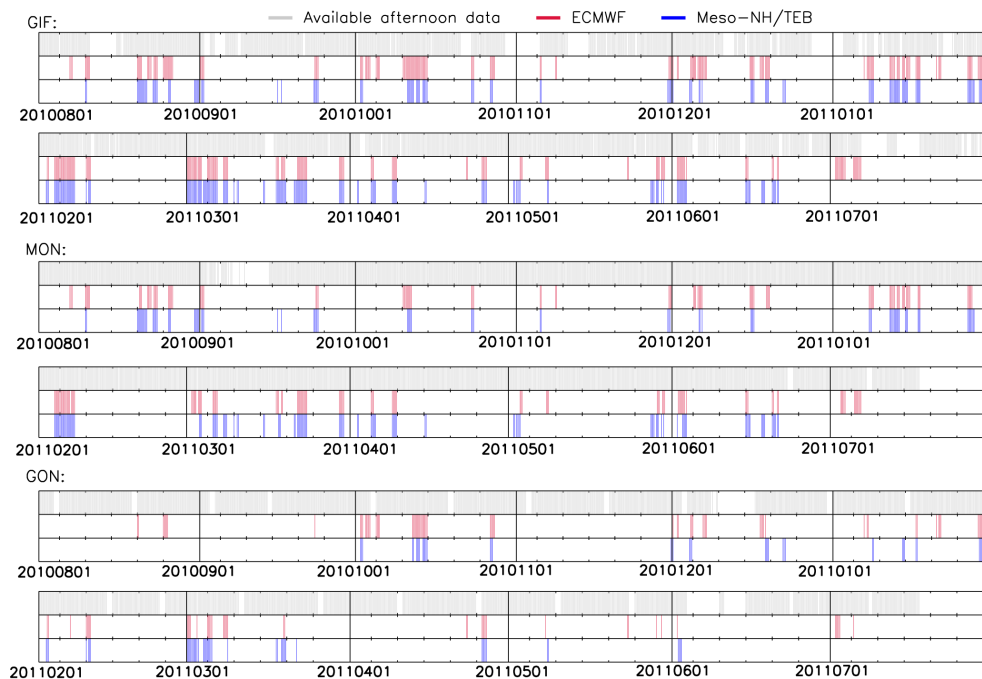 Available afternoon data ECMWF Meso-NH/TEB
GIF:
20100801 20100901 20101001 20101101 20101201 20110101
20110201 20110301 20110401 20110501 20110601 20110701
MON:
20100801 20100901 20101001 20101101 20101201 20110101
20110201 20110301 20110401 20110501 20110601 20110701
GON:
20100801 20100901 20101001 20101101 20101201 20110101
20110201 20110301 20110401 20110501 20110601 20110701